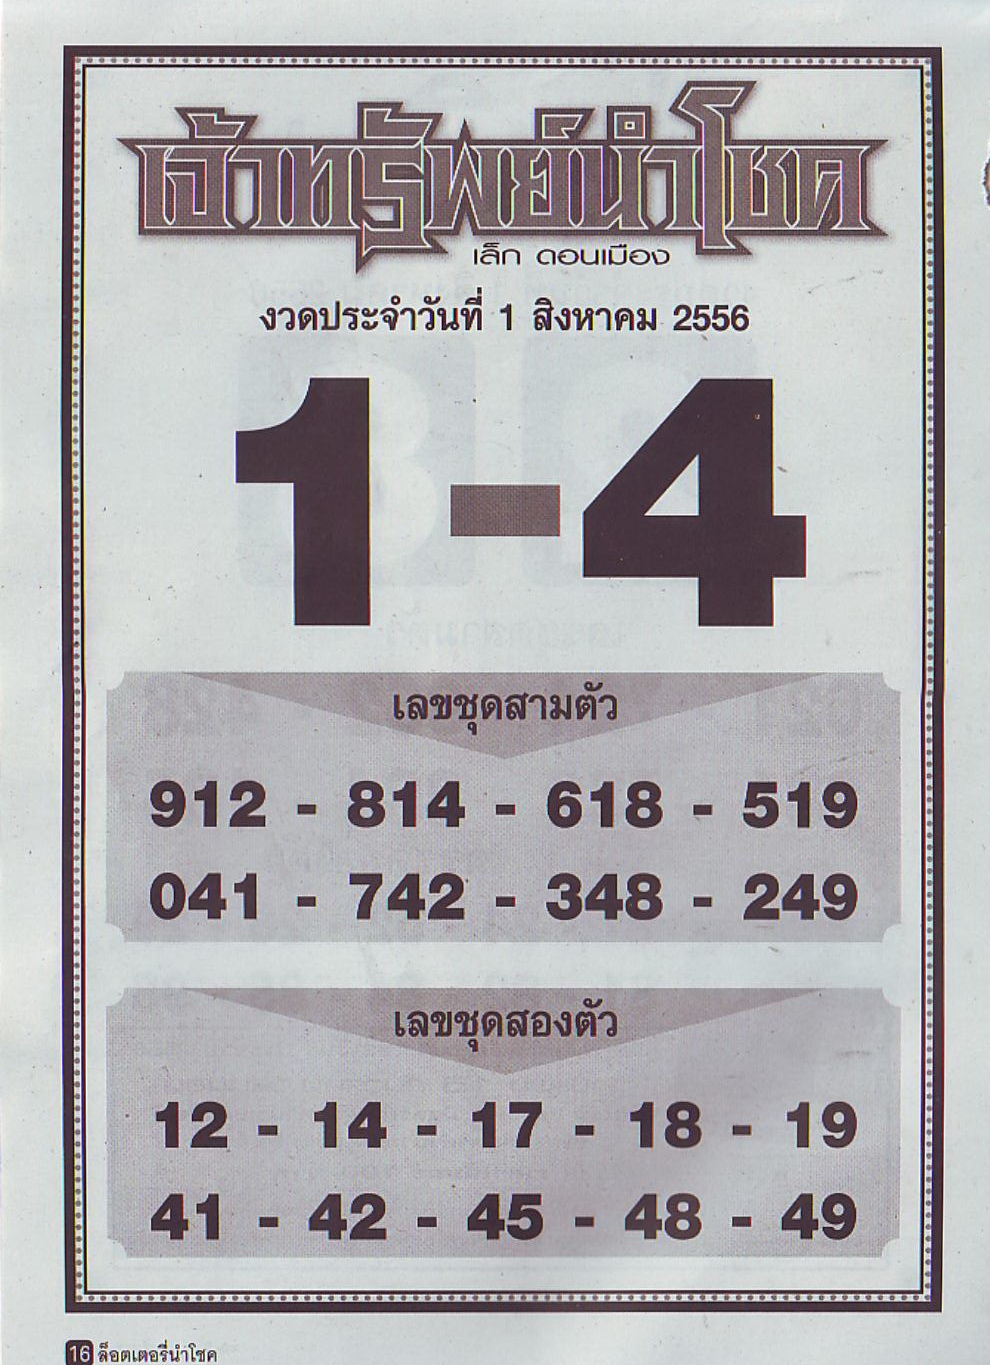 เจ้าทรัพย์นำโชค
เล็ก ดอนเมือง
งวดประจำวันที่ 1 สิงหาคม 2556
1-4
เลขชุดสามตัว
912 - 814 - 618 - 519
041 - 742 - 348 - 249
เลขชุดสองตัว
12 - 14 - 17 - 18 - 19
41 - 42 - 45 - 48 - 49
16 ล็อตเตอรี่นำโชค